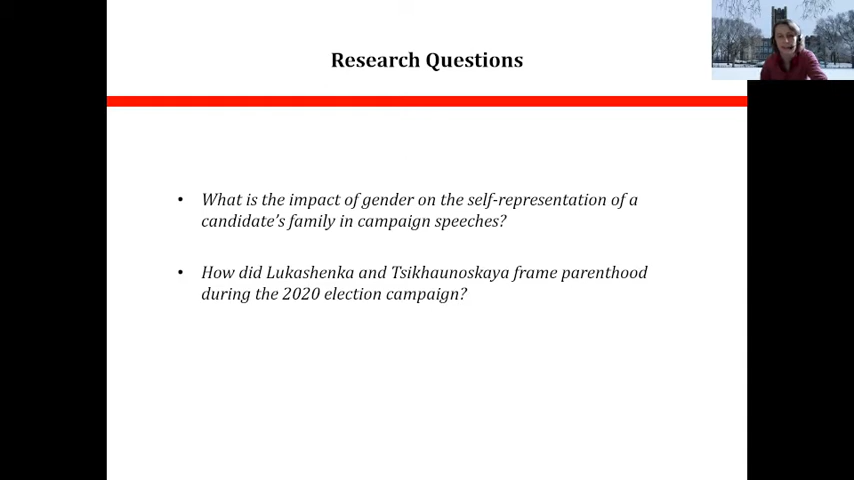 Research Questions
• What is the impact of gender on the self-representation of a
candidate's family in campaign speeches?
• How did Lukashenka and Tsikhaunoskaya frame parenthood
during the 2020 election campaign?